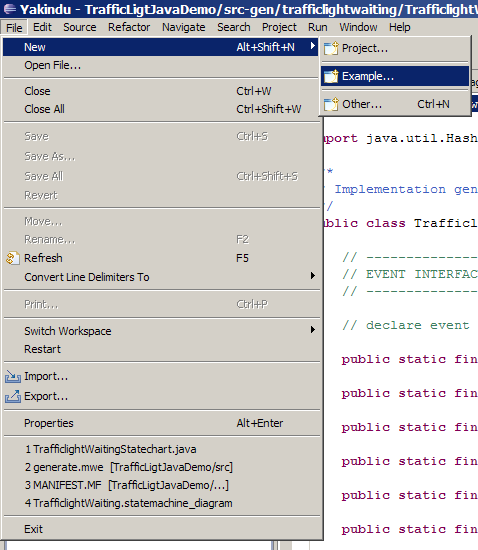 Yakindu - TrafficLigtJavaDemo/src-gen/trafficlightwaiting/Trafficlight
File Edit Source Refactor Navigate Search Project Run Window Help
New Alt+Shift+N
Project...
Open File...
Example...
Close Ctrl+W
Close All Ctrl+Shift+W
Other... Ctrl+N
Save Ctrl+S
Save As...
Save All Ctrl+Shift+S
Revert
Move...
Rename... F2
Refresh F5
Convert Line Delimiters To
Print... Ctrl+P
Switch Workspace
Restart
Import...
Export...
Properties Alt+Enter
1 TrafficlightWaitingStatechart.java
2 generate.mwe [TrafficLigtJavaDemo/src]
3 MANIFEST.MF [TrafficLigtJavaDemo/...]
4 TrafficlightWaiting.statemachine_diagram
Exit
mport java.util.Hash
**
Implementation gen
*/
ublic class Trafficl
// ---------------
// EVENT INTERFAC
// ---------------
// declare event
public static fin
public static fin
public static fin
public static fin
public static fin
public static fin